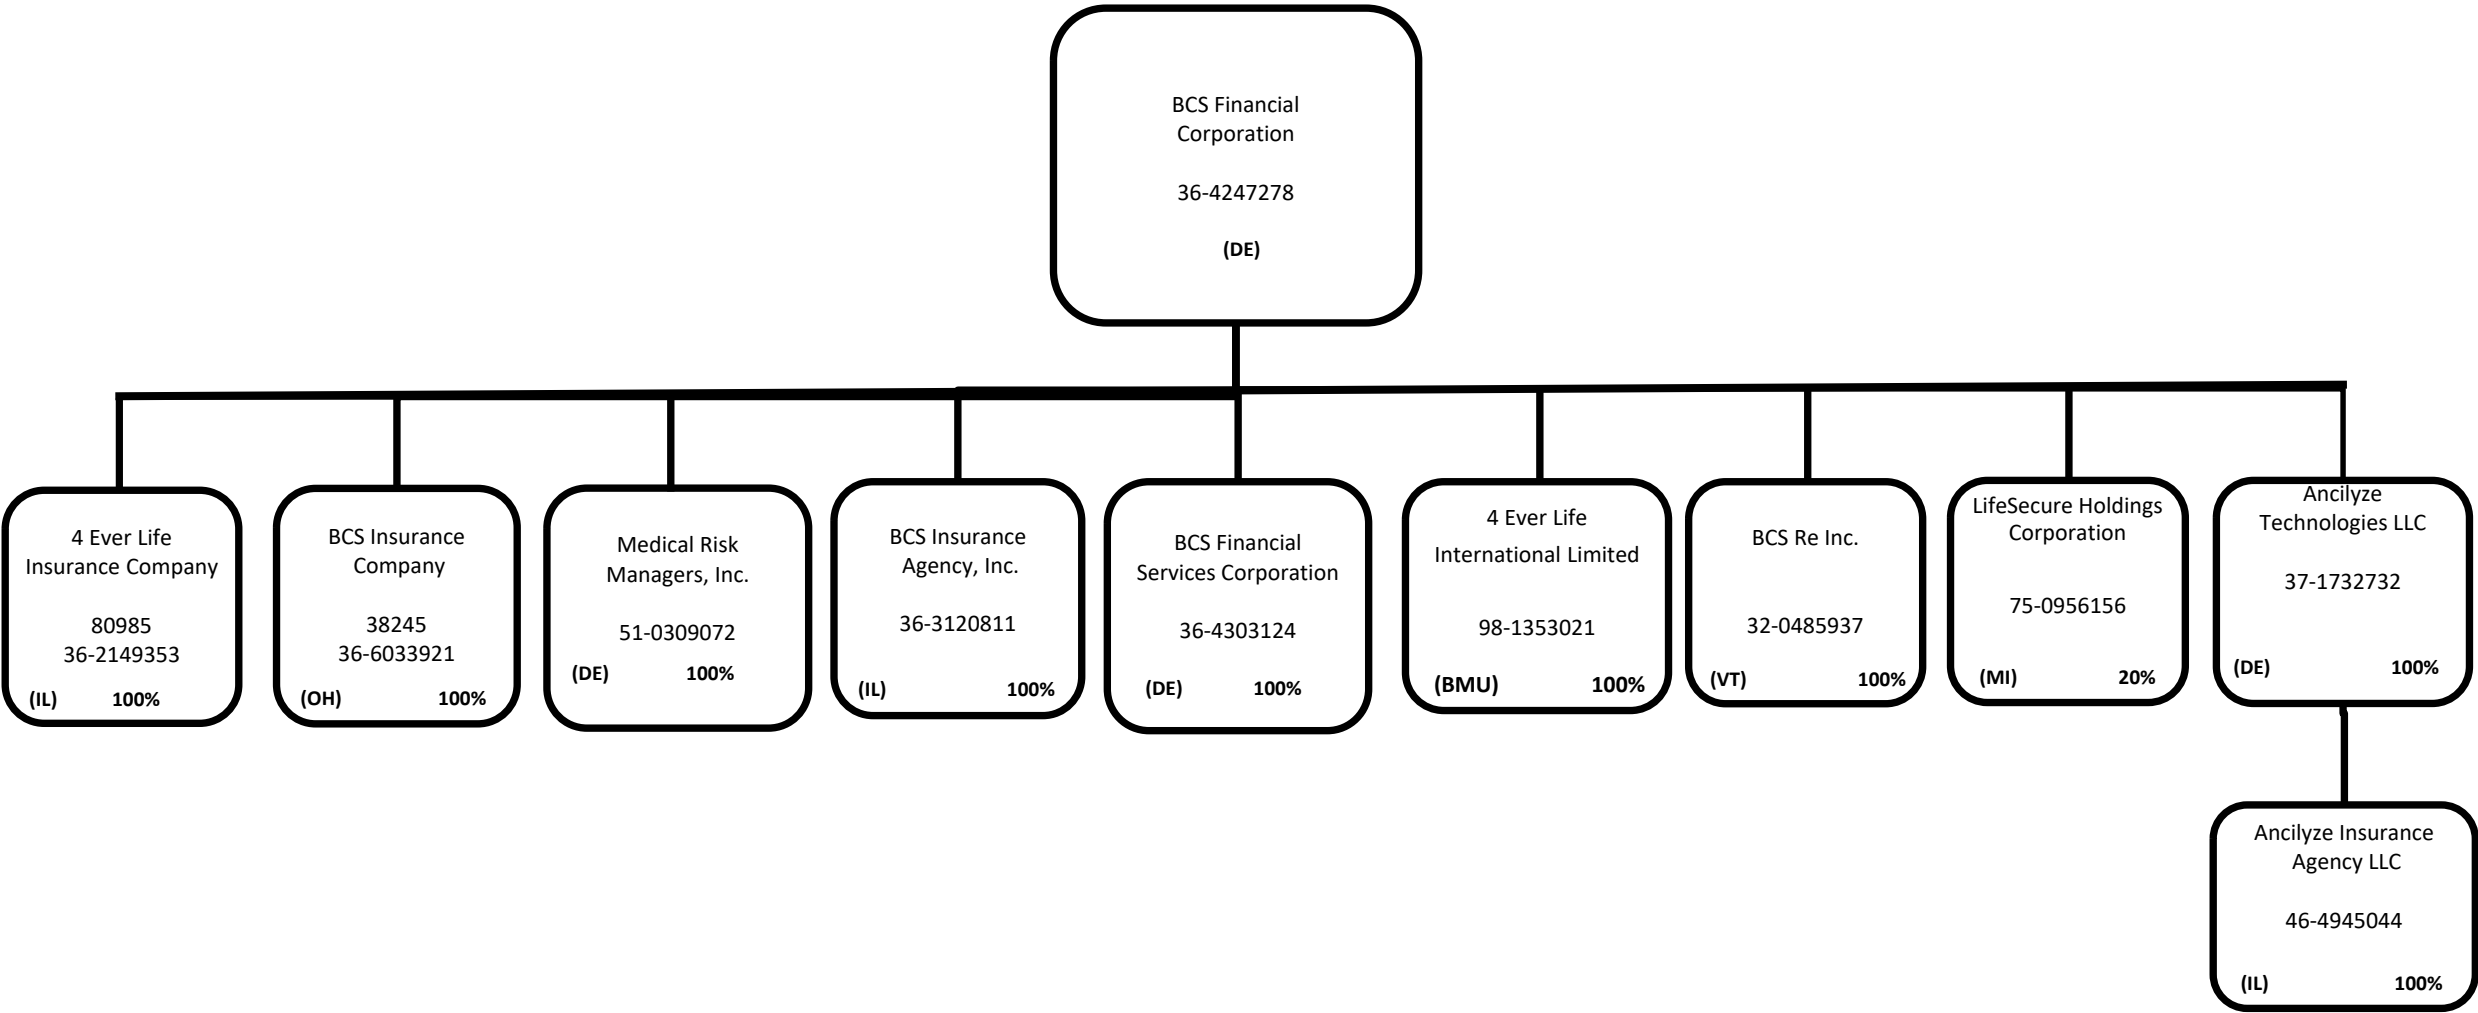 BCS Financial
Corporation
36-4247278
(DE)
4 Ever Life
Insurance Company
80985
36-2149353
(IL) 100%
BCS Insurance
Company
38245
36-6033921
(OH) 100%
Medical Risk
Managers, Inc.
51-0309072
(DE) 100%
BCS Insurance
Agency, Inc.
36-3120811
(IL) 100%
BCS Financial
Services Corporation
36-4303124
(DE) 100%
4 Ever Life
International Limited
98-1353021
(BMU) 100%
BCS Re Inc.
32-0485937
(VT) 100%
LifeSecure Holdings
Corporation
75-0956156
(MI) 20%
Ancilyze
Technologies LLC
37-1732732
(DE) 100%
Ancilyze Insurance
Agency LLC
46-4945044
(IL) 100%